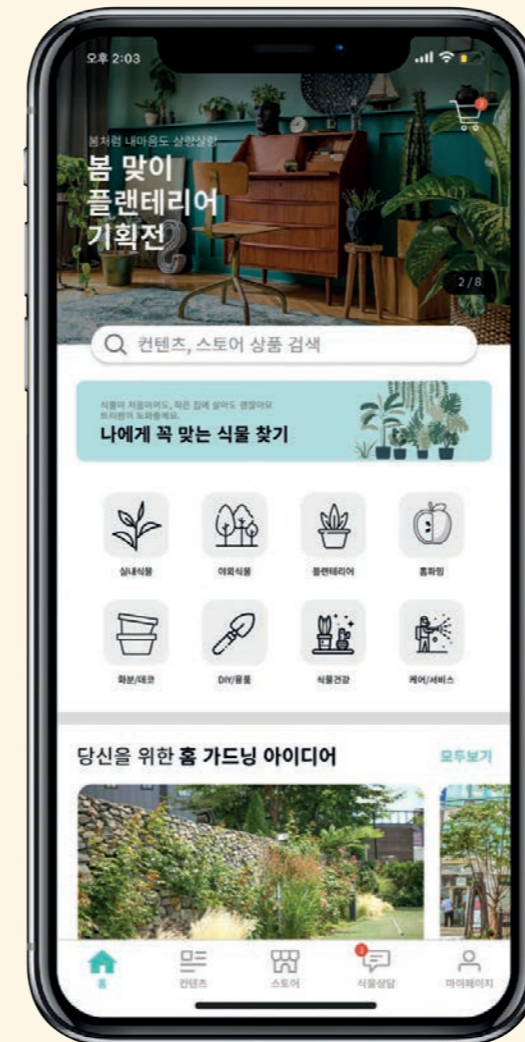 오후 2:03
3
봄처럼 내마음도 살랑살랑
봄 맞이
플랜테리어
기획전
2/8
컨텐츠, 스토어 상품 검색
식물이 처음이어도, 작은 집에 살아도 괜찮아요
트리팜이 도와줄께요.
나에게 꼭 맞는 식물 찾기
실내식물
야외식물
플랜테리어
홈파밍
화분/데코
DIY/용품
식물건강
케어/서비스
당신을 위한 홈 가드닝 아이디어
모두보기
홈
컨텐츠
스토어
식물상담
마이페이지